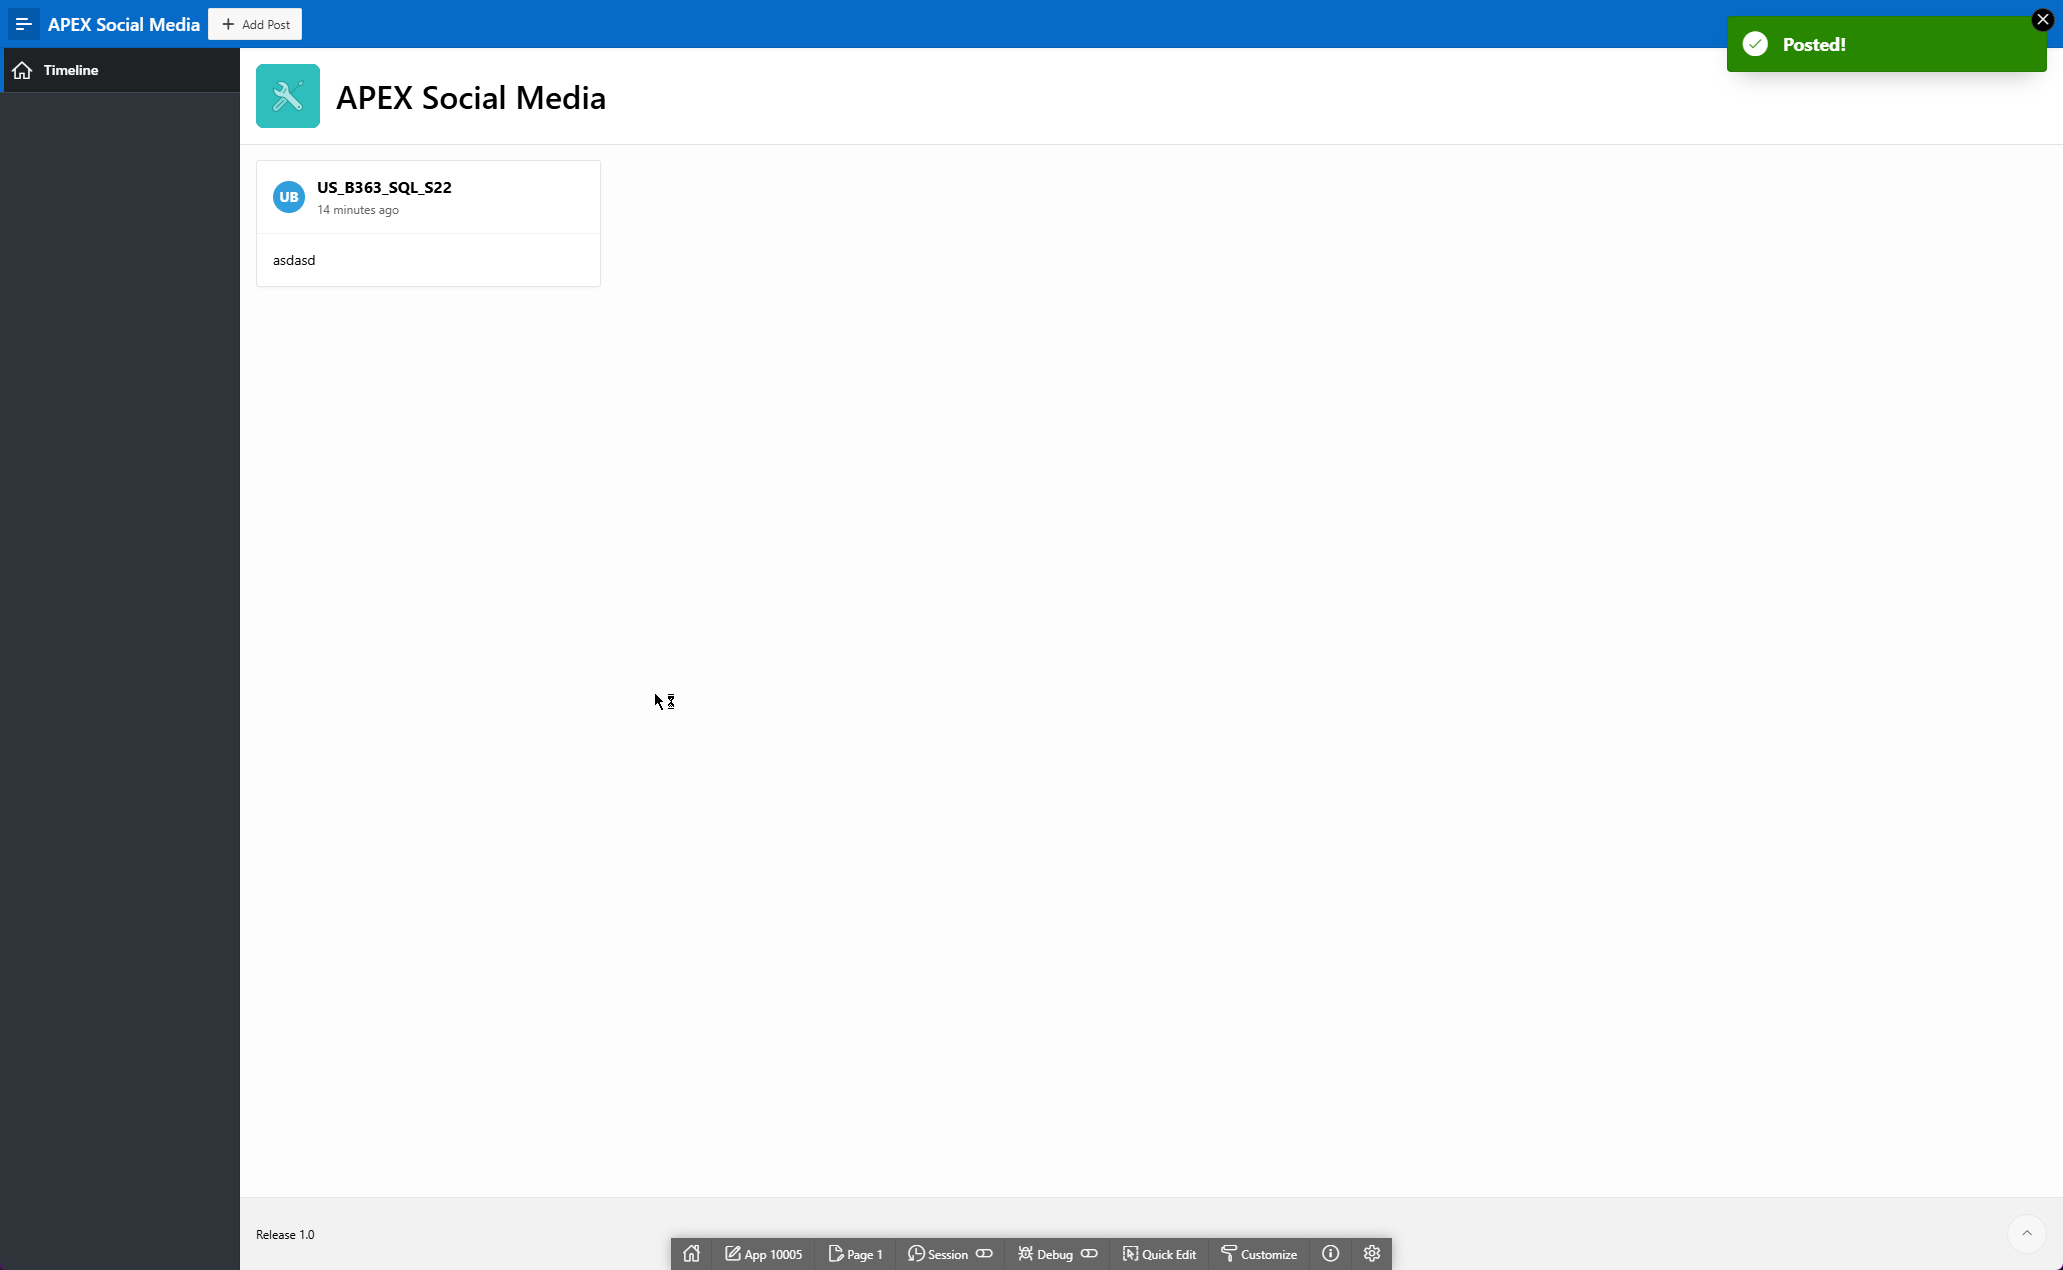 APEX Social Media
Add Post
Posted!
Timeline
APEX Social Media
UB
US_B363_SQL_S22
14 minutes ago
asdasd
Release 1.0
App 10005
Page 1
Session
Debug
Quick Edit
Customize